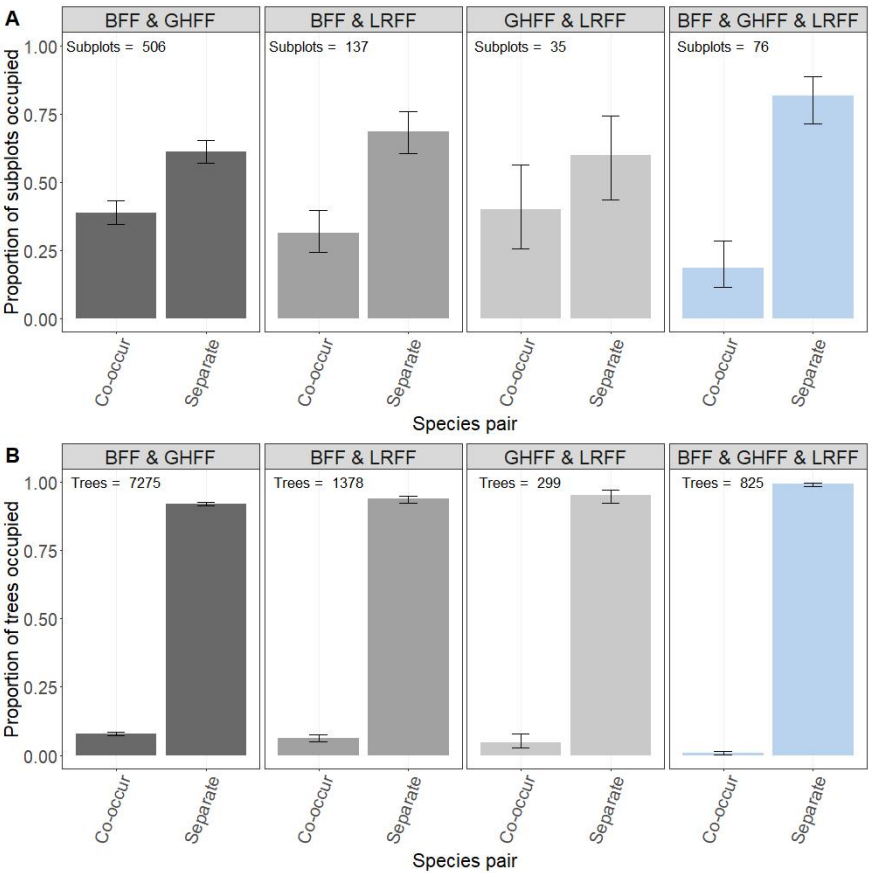 A
BFF & GHFF
BFF & LRFF
GHFF & LRFF
BFF & GHFF & LRFF
Subplots = 506
Subplots = 137
Subplots = 35
Subplots = 76
Proportion of subplots occupied
1.00
0.75
0.50
0.25
0.00
Co-occur
Separate
Co-occur
Separate
Co-occur
Separate
Co-occur
Separate
Species pair
B
BFF & GHFF
BFF & LRFF
GHFF & LRFF
BFF & GHFF & LRFF
Trees = 7275
Trees = 1378
Trees = 299
Trees = 825
Proportion of trees occupied
1.00
0.75
0.50
0.25
0.00
Co-occur
Separate
Co-occur
Separate
Co-occur
Separate
Co-occur
Separate
Species pair